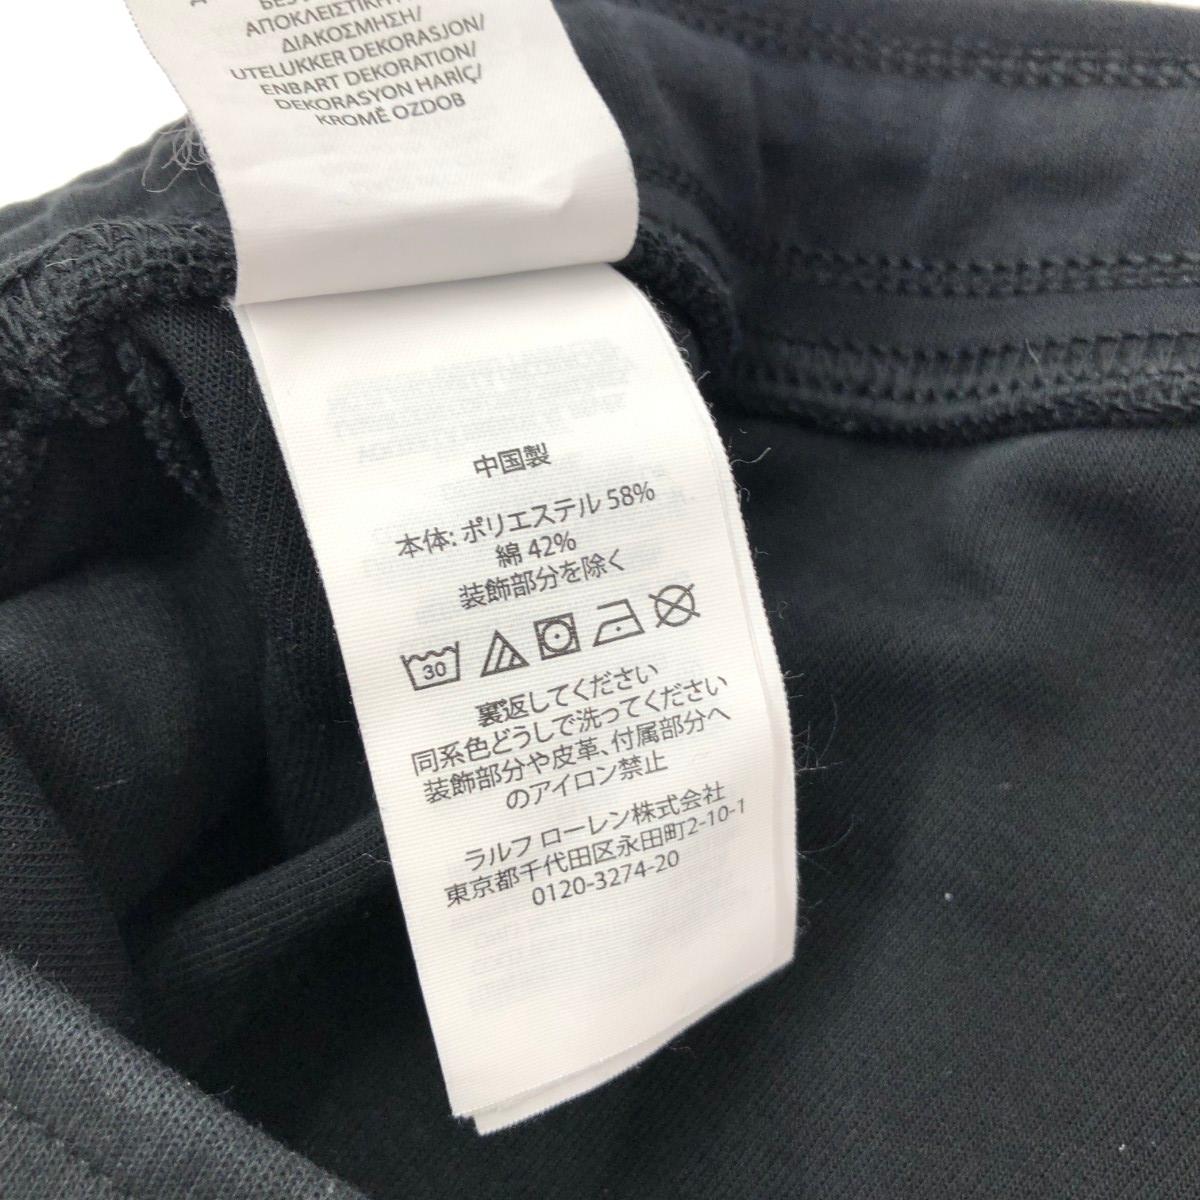 ΑΠΟΚΛΕΙΣΤΙΚΗ
ΔΙΑΚΟΣΜΗΣΗ/
UTELUKKER DEKORASJON/
ENBART DEKORATION/
DEKORASYON HARİÇ/
KROMĚ OZDOB
中国製
本体: ポリエステル 58%
綿 42%
装飾部分を除く
30
裏返してください
同系色どうしで洗ってください
装飾部分や皮革、付属部分へ
のアイロン禁止
ラルフ ローレン株式会社
東京都千代田区永田町2-10-1
0120-3274-20